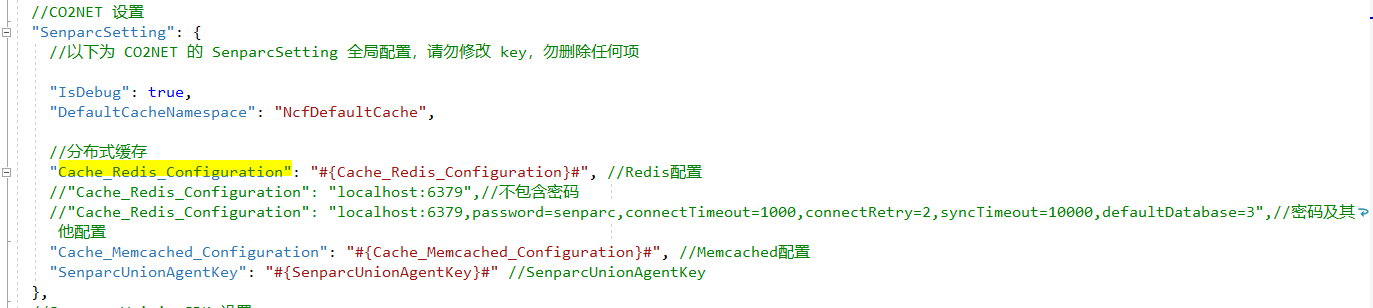 //CO2NET 设置
"SenparcSetting": {
//以下为 CO2NET 的 SenparcSetting 全局配置，请勿修改 key，勿删除任何项
"IsDebug": true,
"DefaultCacheNamespace": "NcfDefaultCache",
//分布式缓存
"Cache_Redis_Configuration": "#{Cache_Redis_Configuration}#", //Redis配置
//"Cache_Redis_Configuration": "localhost:6379",//不包含密码
//"Cache_Redis_Configuration": "localhost:6379,password=senparc,connectTimeout=1000,connectRetry=2,syncTimeout=10000,defaultDatabase=3",//密码及其
他配置
"Cache_Memcached_Configuration": "#{Cache_Memcached_Configuration}#", //Memcached配置
"SenparcUnionAgentKey": "#{SenparcUnionAgentKey}#" //SenparcUnionAgentKey
},